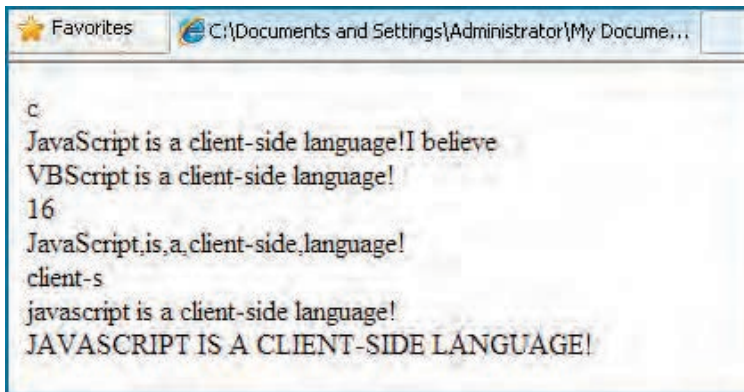 Favorites
C:\Documents and Settings\Administrator\My Docume...
c
JavaScript is a client-side language!I believe
VBScript is a client-side language!
16
JavaScript,is,a,client-side,language!
client-s
javascript is a client-side language!
JAVASCRIPT IS A CLIENT-SIDE LANGUAGE!